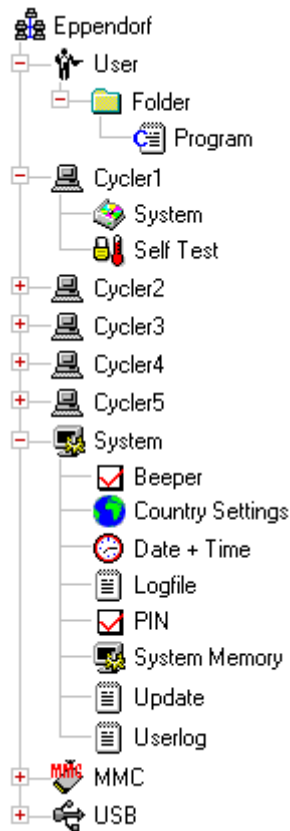 Eppendorf
User
Folder
Program
Cycler1
System
Self Test
Cycler2
Cycler3
Cycler4
Cycler5
System
Beeper
Country Settings
Date + Time
Logfile
PIN
System Memory
Update
Userlog
MMC
USB